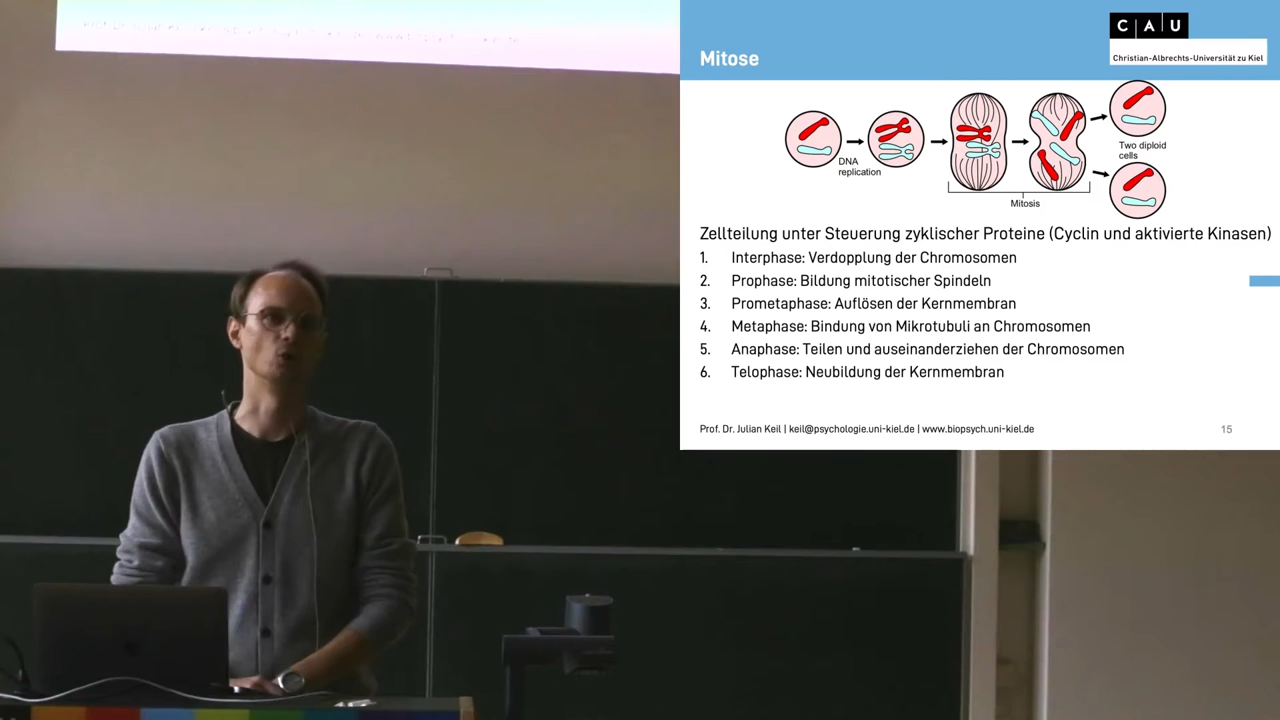 CAU
Christian-Albrechts-Universität zu Kiel
Mitose
DNA
replication
Mitosis
Two diploid
cells
Zellteilung unter Steuerung zyklischer Proteine (Cyclin und aktivierte Kinasen)
1. Interphase: Verdopplung der Chromosomen
2. Prophase: Bildung mitotischer Spindeln
3. Prometaphase: Auflösen der Kernmembran
4. Metaphase: Bindung von Mikrotubuli an Chromosomen
5. Anaphase: Teilen und auseinanderziehen der Chromosomen
6. Telophase: Neubildung der Kernmembran
Prof. Dr. Julian Keil | keil@psychologie.uni-kiel.de | www.biopsych.uni-kiel.de
15